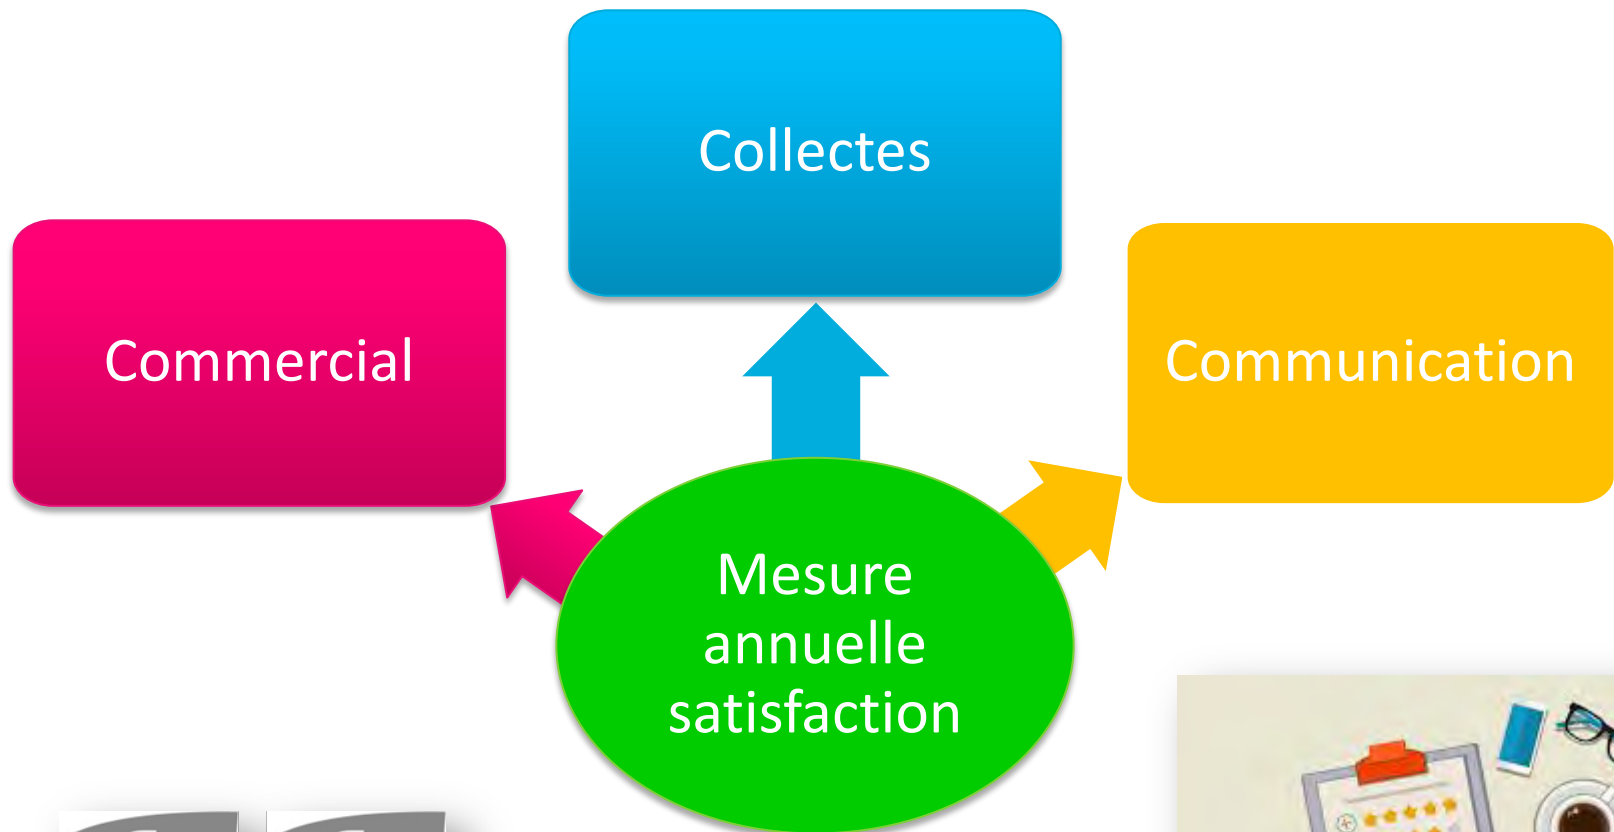 Collectes
Commercial
Communication
Mesure
annuelle
satisfaction